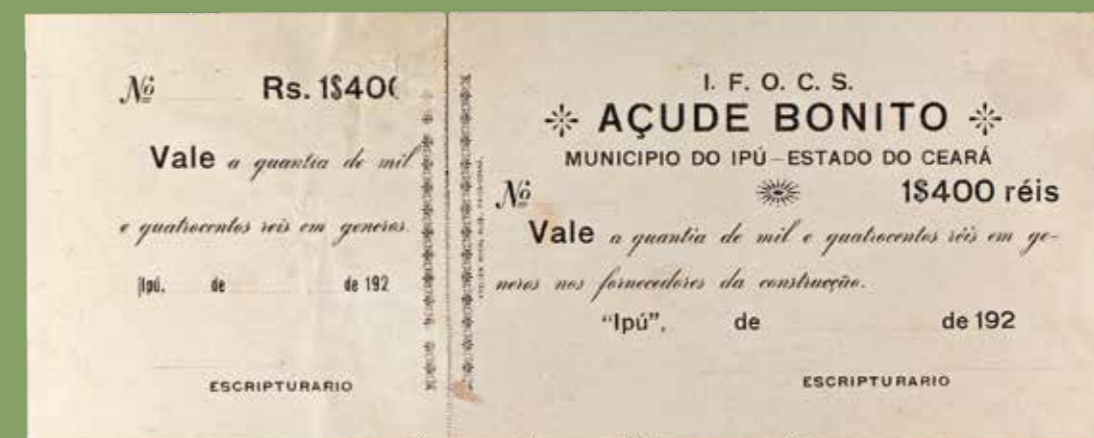 Nº Rs. 1$40(
Vale a quantia de mil
e quatrocentos reis em generos.
Ipú, de de 192
ESCRIPTURARIO
I. F. O. C. S.
AÇUDE BONITO
MUNICIPIO DO IPÚ–ESTADO DO CEARÁ
Nº 1$400 réis
Vale a quantia de mil e quatrocentos réis em ge-
neros nos fornecedores da construcção.
“Ipú”, de de 192
ESCRIPTURARIO